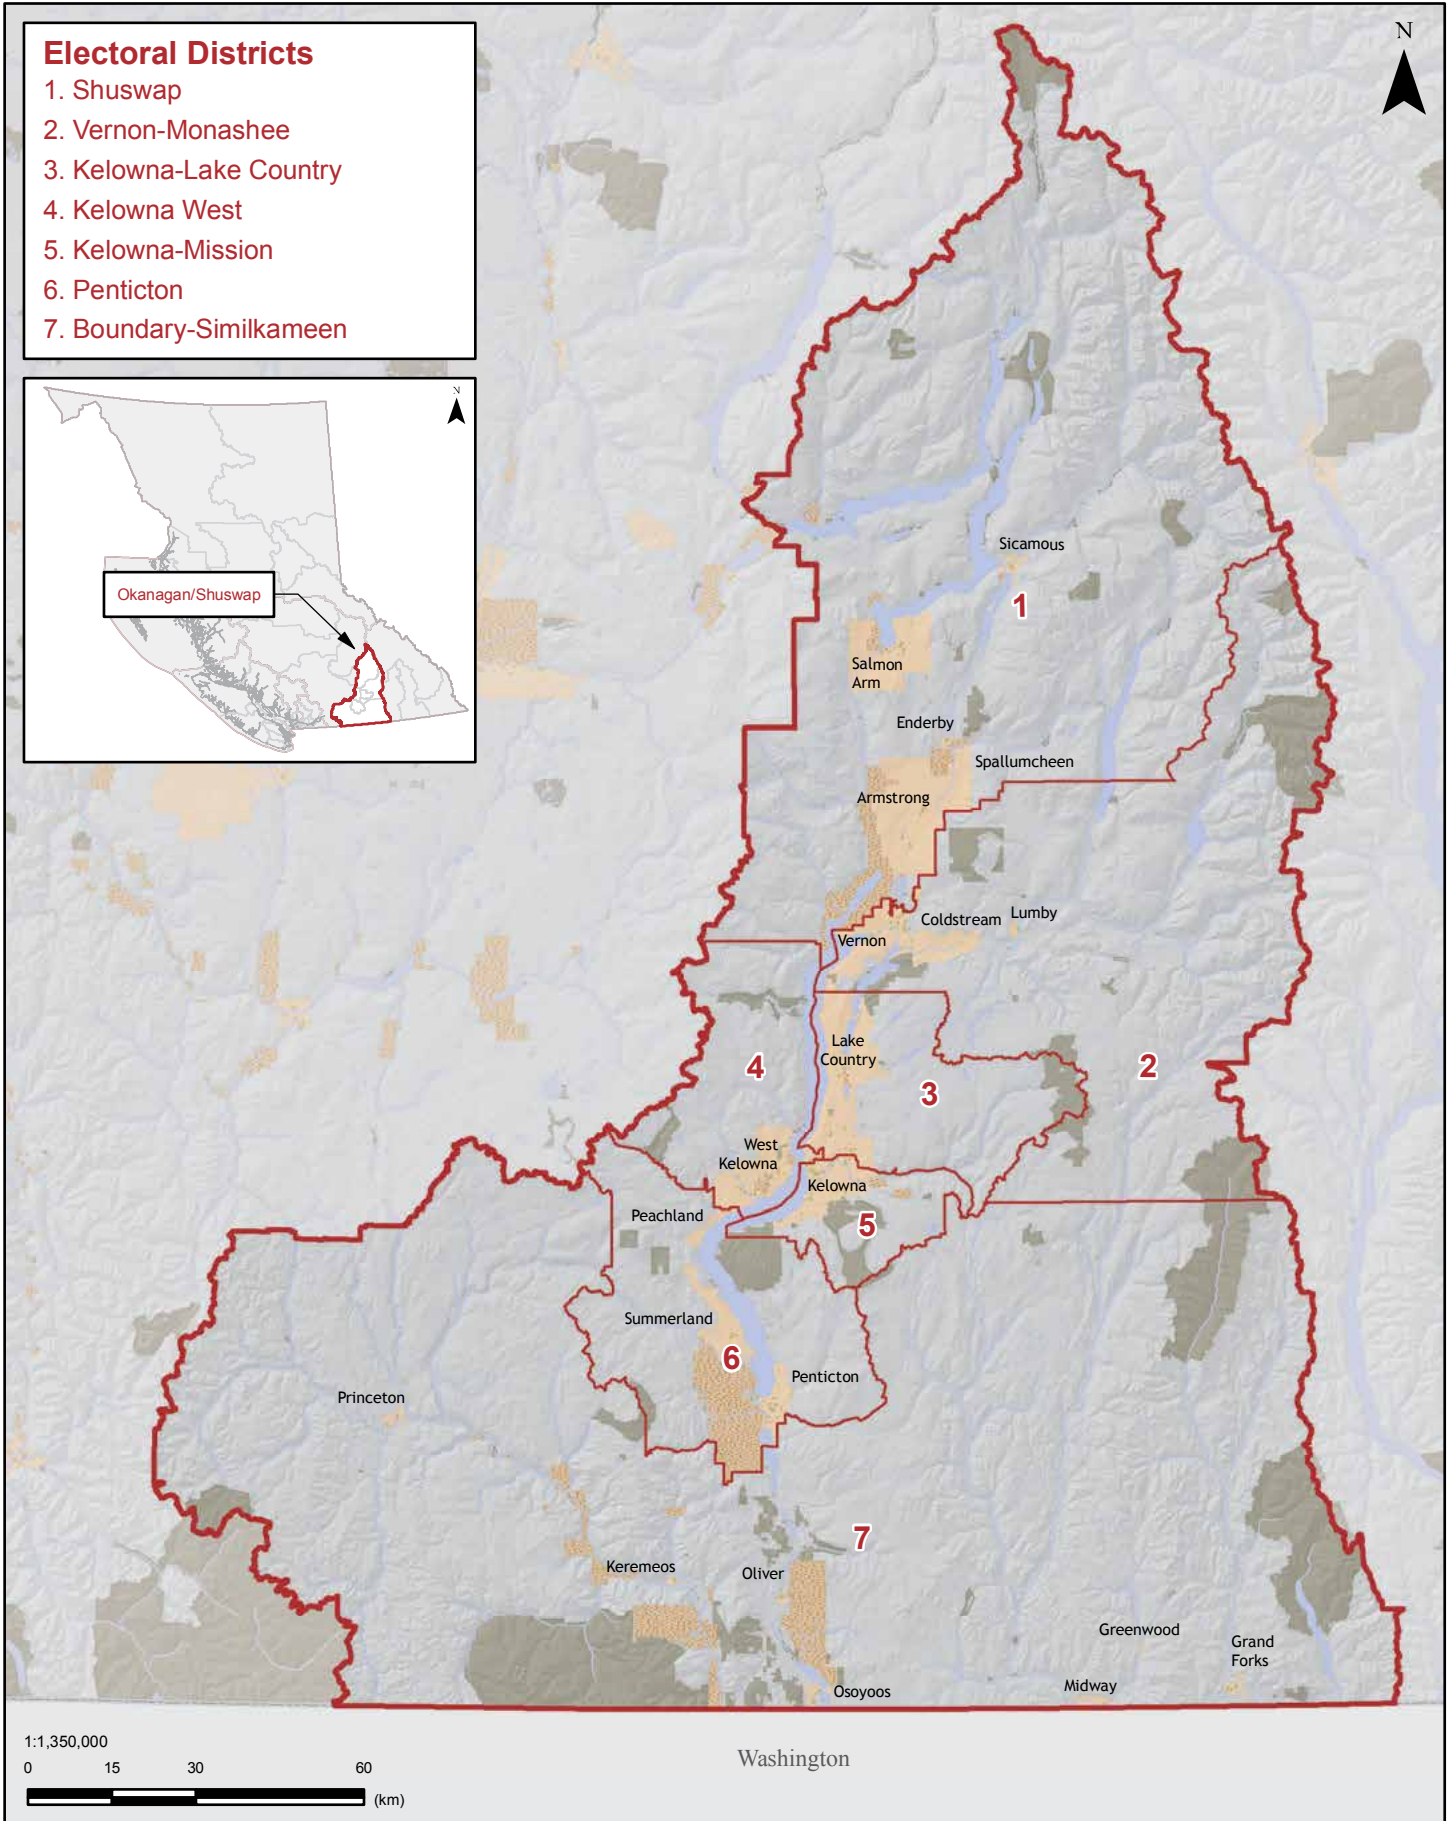 Electoral Districts
1. Shuswap
2. Vernon-Monashee
3. Kelowna-Lake Country
4. Kelowna West
5. Kelowna-Mission
6. Penticton
7. Boundary-Similkameen
N
N
Okanagan/Shuswap
Sicamous
1
Salmon
Arm
Enderby
Spallumcheen
Armstrong
Coldstream
Lumby
Vernon
Lake
Country
4
3
2
West
Kelowna
Kelowna
Peachland
5
Summerland
6
Penticton
Princeton
7
Keremeos
Oliver
Greenwood
Grand
Forks
Midway
Osoyoos
Washington
1:1,350,000
0 15 30 60
(km)